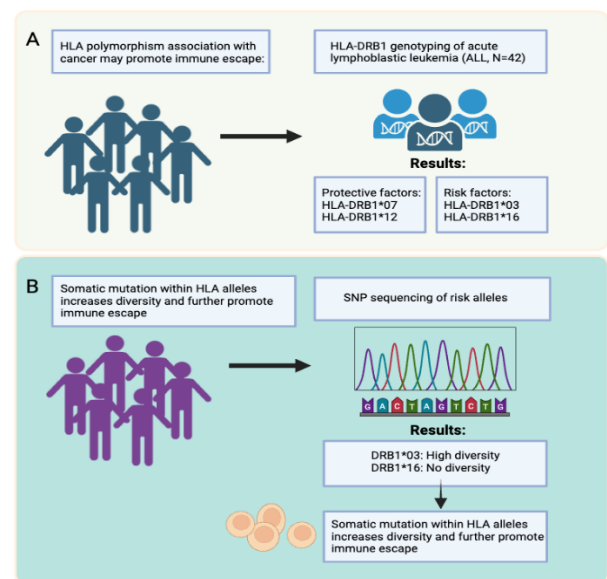 A
HLA polymorphism association with
cancer may promote immune escape:
HLA-DRB1 genotyping of acute
lymphoblastic leukemia (ALL, N=42)
Results:
Protective factors:
HLA-DRB1*07
HLA-DRB1*12
Risk factors:
HLA-DRB1*03
HLA-DRB1*16
B
Somatic mutation within HLA alleles
increases diversity and further promote
immune escape
SNP sequencing of risk alleles
G A C T A G T C T G
Results:
DRB1*03: High diversity
DRB1*16: No diversity
Somatic mutation within HLA alleles
increases diversity and further promote
immune escape